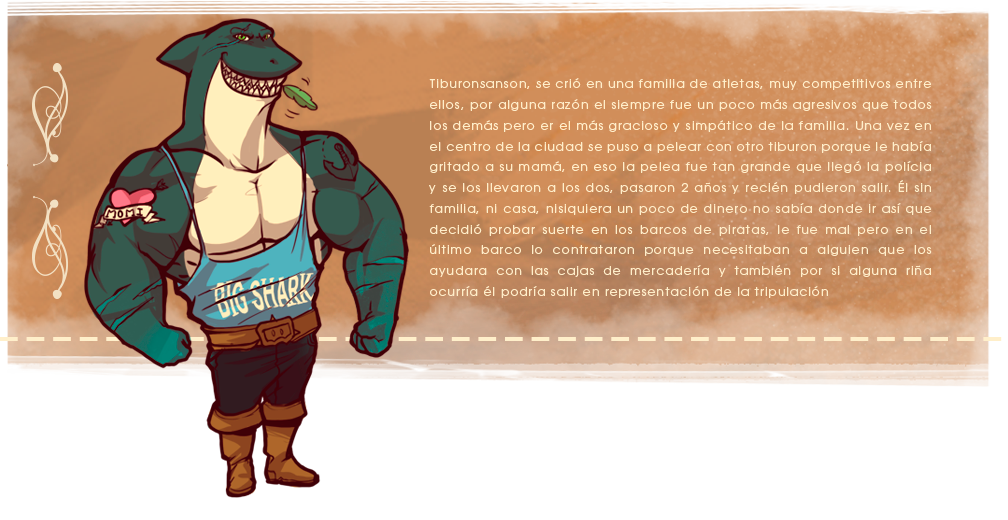 MOMI
BIG SHARK
Tiburonsanson, se crió en una familia de atletas, muy competitivos entre
ellos, por alguna razón el siempre fue un poco más agresivos que todos
los demás pero er el más gracioso y simpático de la familia. Una vez en
el centro de la ciudad se puso a pelear con otro tiburon porque le había
gritado a su mamá, en eso la pelea fue tan grande que llegó la policía
y se los llevaron a los dos, pasaron 2 años y recién pudieron salir. Él sin
familia, ni casa, nisiquiera un poco de dinero no sabía donde ir así que
decidió probar suerte en los barcos de piratas, le fue mal pero en el
último barco lo contrataron porque necesitaban a alguien que los
ayudara con las cajas de mercadería y también por si alguna riña
ocurría él podría salir en representación de la tripulación